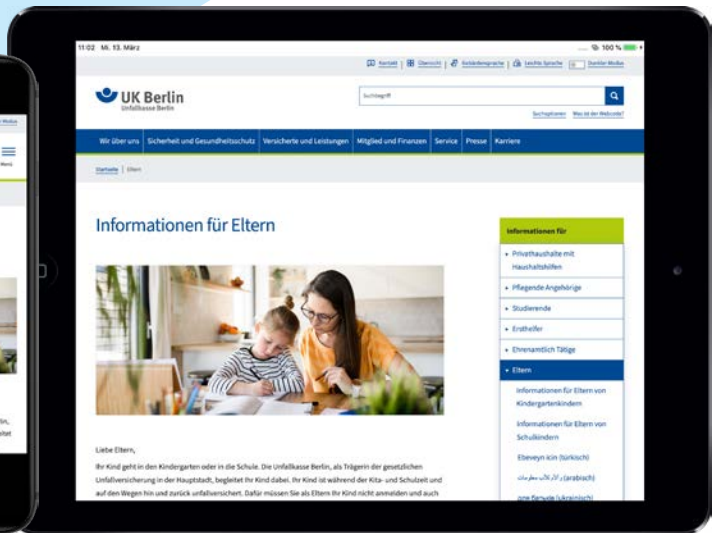 11:02 Mi. 13. März
100 %
Kontakt | Übersicht | Gebärdensprache | Leichte Sprache Dunkler Modus
UK Berlin
Unfallkasse Berlin
Suchbegriff
Suchoptionen Was ist der Webcode?
Wir über uns Sicherheit und Gesundheitsschutz Versicherte und Leistungen Mitglied und Finanzen Service Presse Karriere
Startseite | Eltern
Informationen für Eltern
Liebe Eltern,
Ihr Kind geht in den Kindergarten oder in die Schule. Die Unfallkasse Berlin, als Trägerin der gesetzlichen
Unfallversicherung in der Hauptstadt, begleitet Ihr Kind dabei. Ihr Kind ist während der Kita- und Schulzeit und
auf den Wegen hin und zurück unfallversichert. Dafür müssen Sie als Eltern Ihr Kind nicht anmelden und auch
Informationen für
+ Privathaushalte mit
Haushaltshilfen
+ Pflegende Angehörige
+ Studierende
+ Ersthelfer
+ Ehrenamtlich Tätige
+ Eltern
Informationen für Eltern von
Kindergartenkindern
Informationen für Eltern von
Schulkindern
Ebeveyn için (türkisch)
(arabisch)
(ukrainisch)
Menü